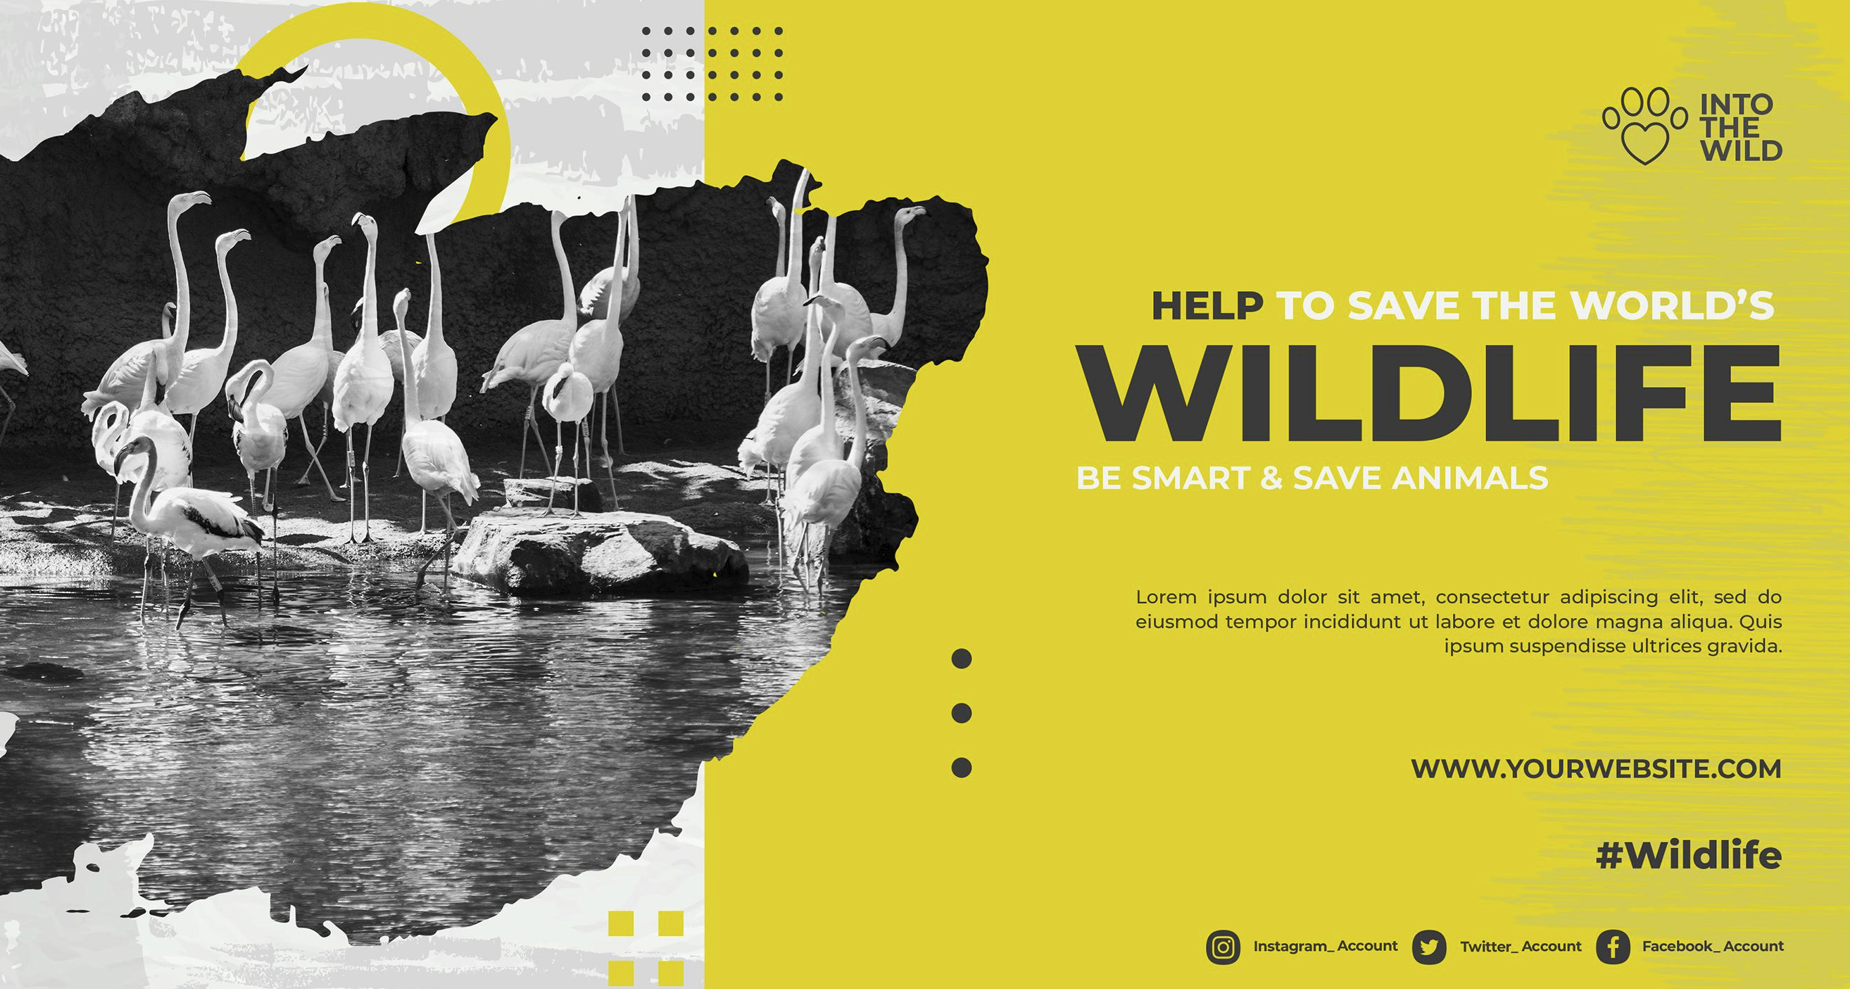 INTO
THE
WILD
HELP TO SAVE THE WORLD’S
WILDLIFE
BE SMART & SAVE ANIMALS
Lorem ipsum dolor sit amet, consectetur adipiscing elit, sed do
eiusmod tempor incididunt ut labore et dolore magna aliqua. Quis
ipsum suspendisse ultrices gravida.
WWW.YOURWEBSITE.COM
#Wildlife
Instagram_Account Twitter_Account Facebook_Account